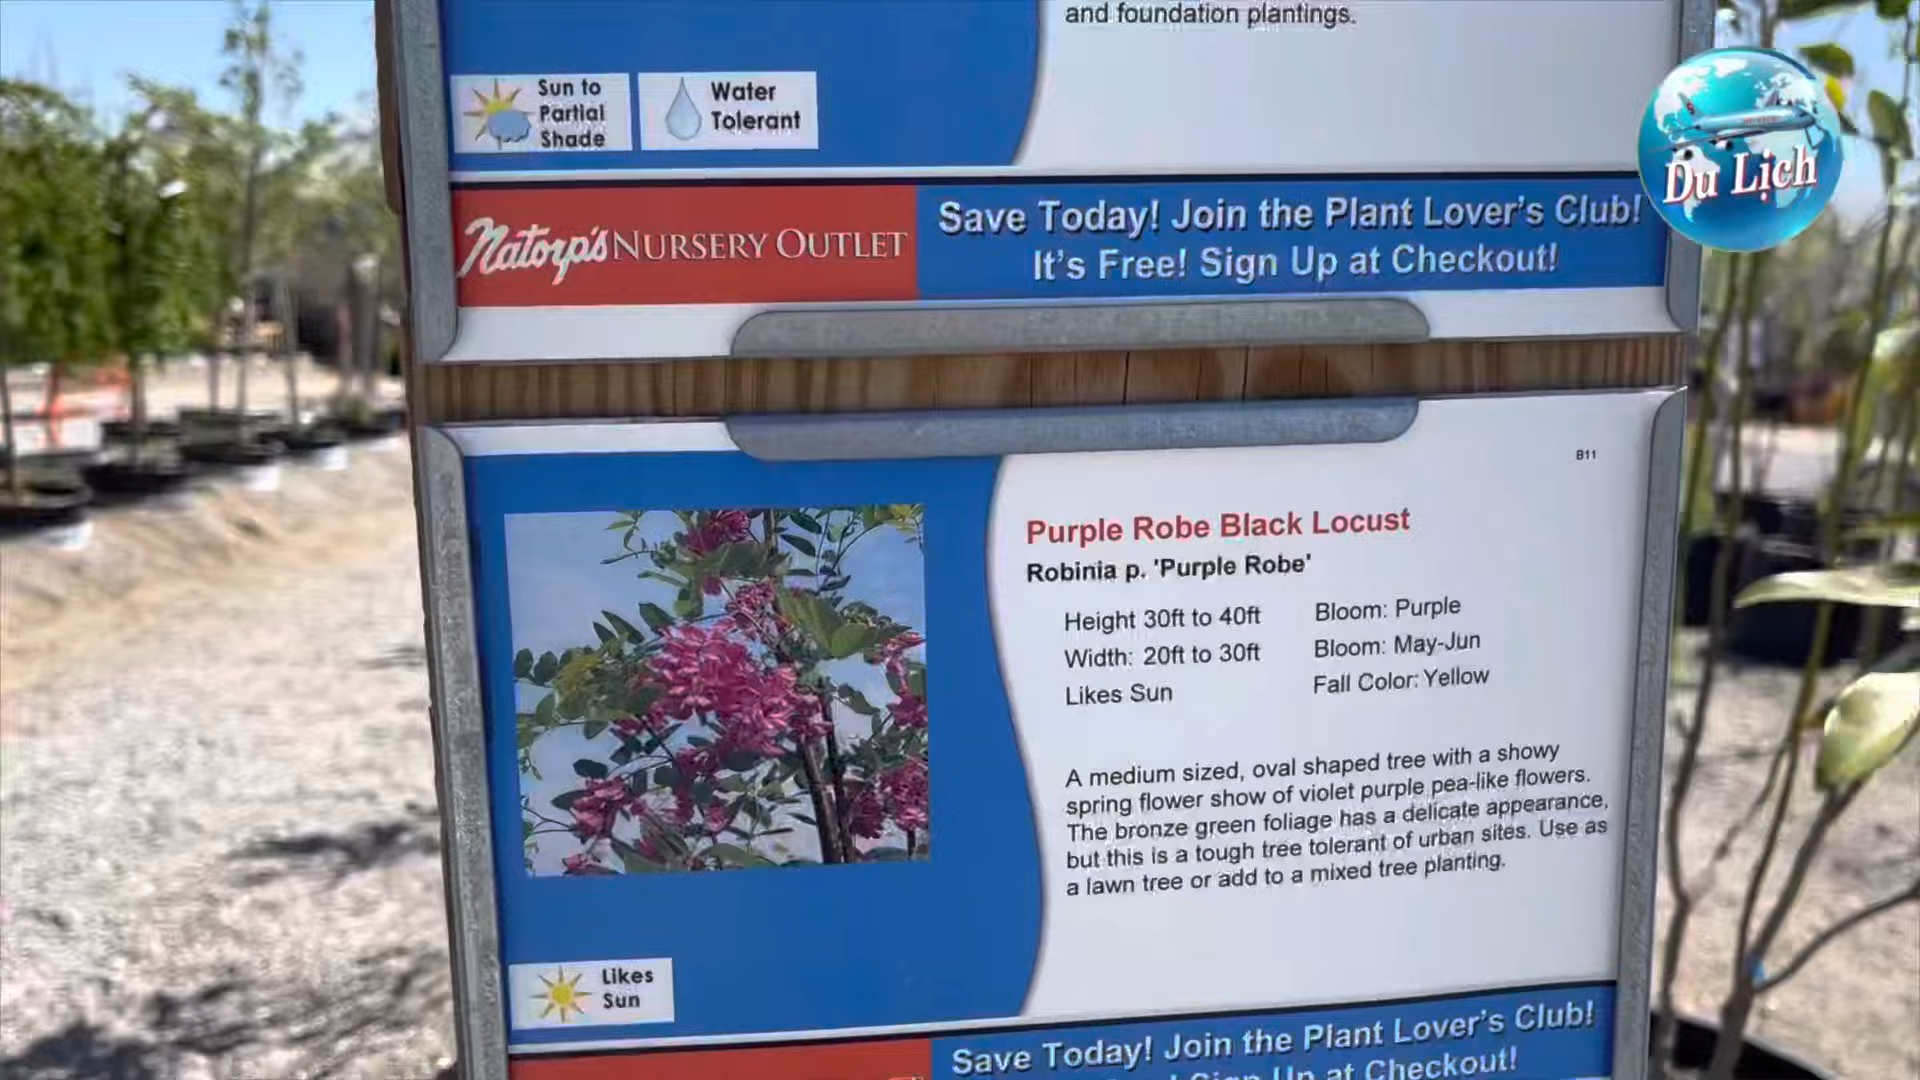 and foundation plantings.
Sun to
Partial
Shade
Water
Tolerant
Du Lịch
Natorp's NURSERY OUTLET
Save Today! Join the Plant Lover's Club!
It's Free! Sign Up at Checkout!
B11
Purple Robe Black Locust
Robinia p. 'Purple Robe'
Height 30ft to 40ft
Width: 20ft to 30ft
Likes Sun
Bloom: Purple
Bloom: May-Jun
Fall Color: Yellow
A medium sized, oval shaped tree with a showy
spring flower show of violet purple pea-like flowers.
The bronze green foliage has a delicate appearance,
but this is a tough tree tolerant of urban sites. Use as
a lawn tree or add to a mixed tree planting.
Likes
Sun
Save Today! Join the Plant Lover's Club!
Sign Up at Checkout!